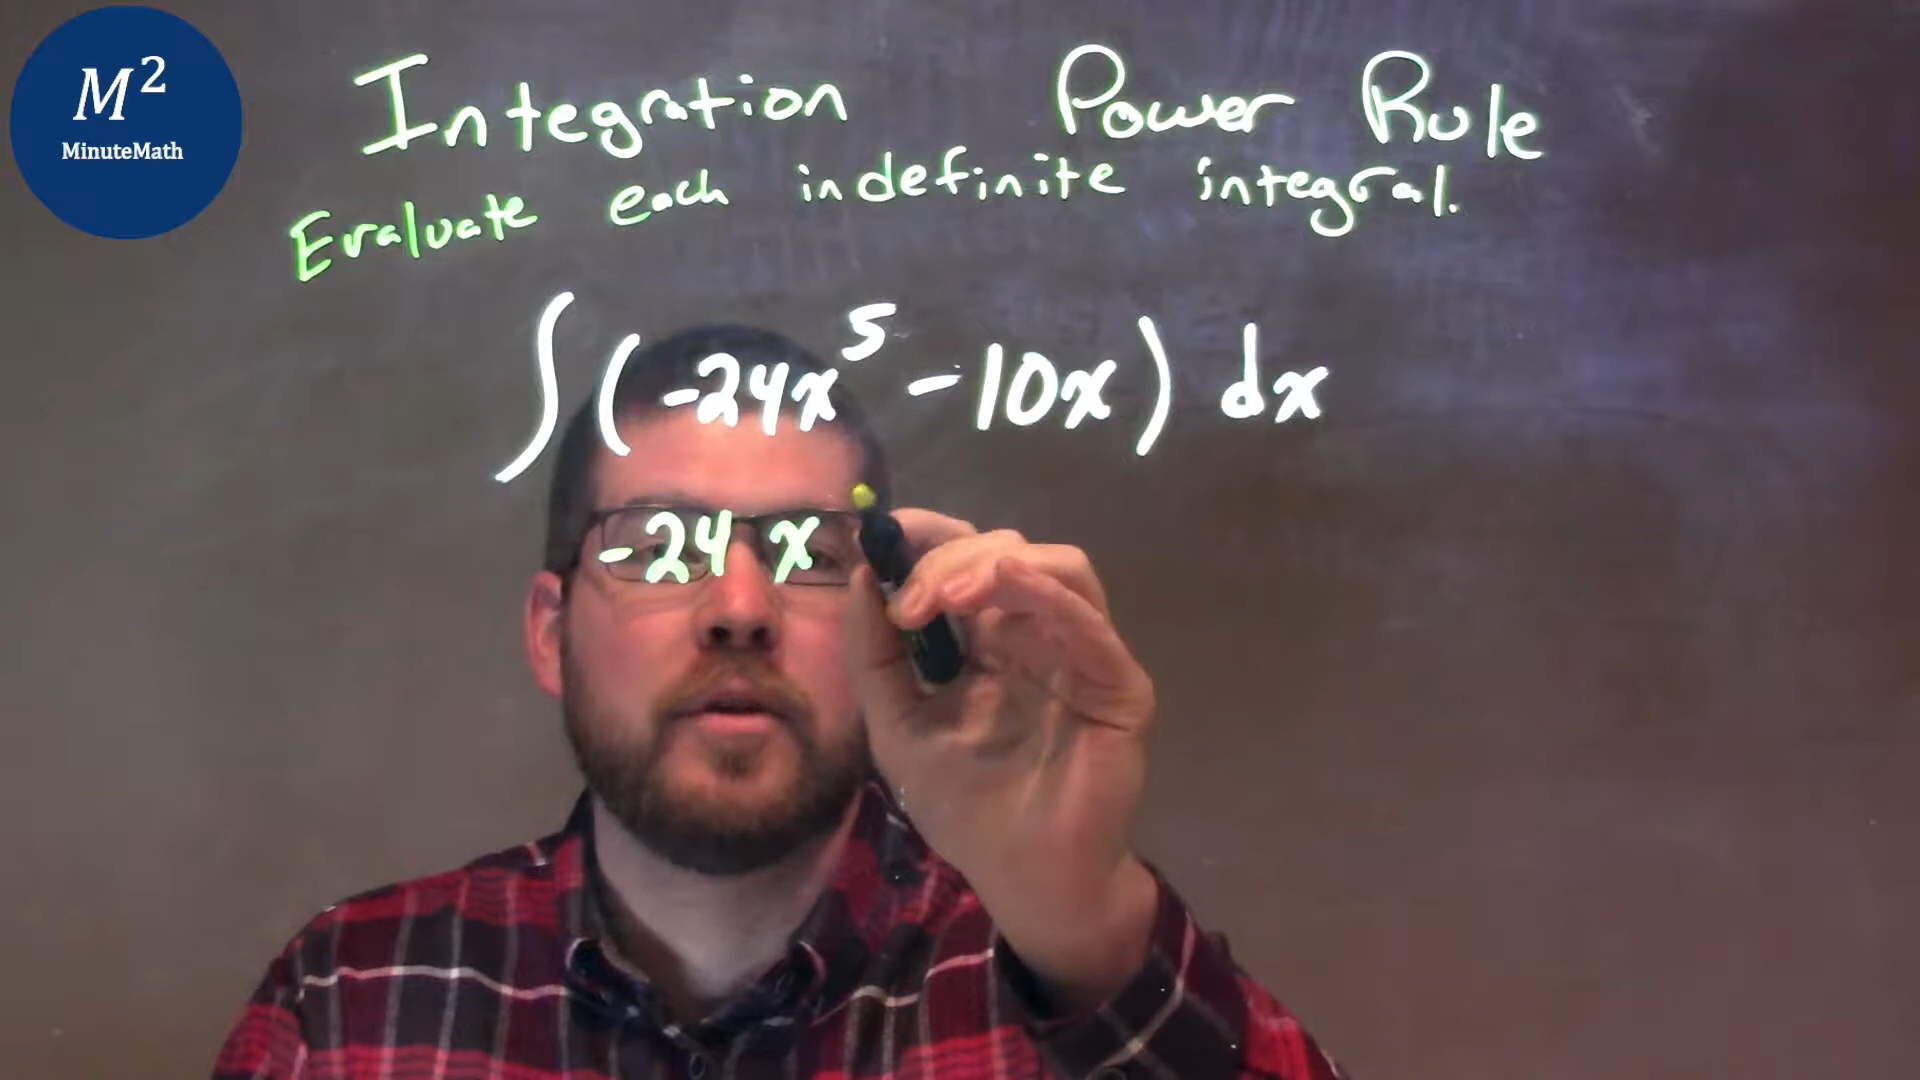 M²
MinuteMath
Integration Power Rule
Evaluate each indefinite integral.
∫(-24x⁵ -10x) dx
-24 x